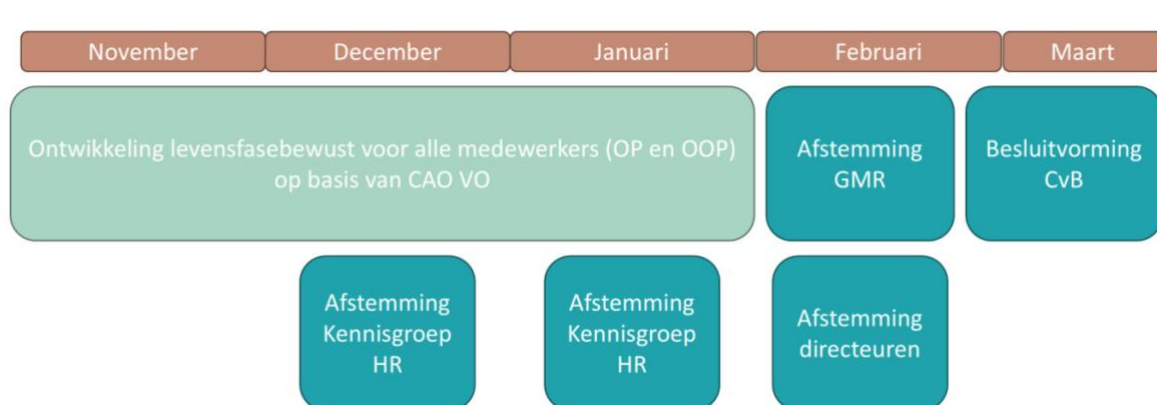 November
December
Januari
Februari
Maart
Ontwikkeling levensfasebewust voor alle medewerkers (OP en OOP)
op basis van CAO VO
Afstemming
GMR
Besluitvorming
CvB
Afstemming
Kennisgroep
HR
Afstemming
Kennisgroep
HR
Afstemming
directeuren